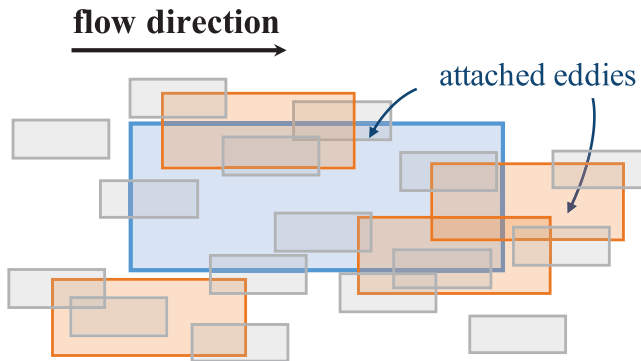 flow direction
attached eddies